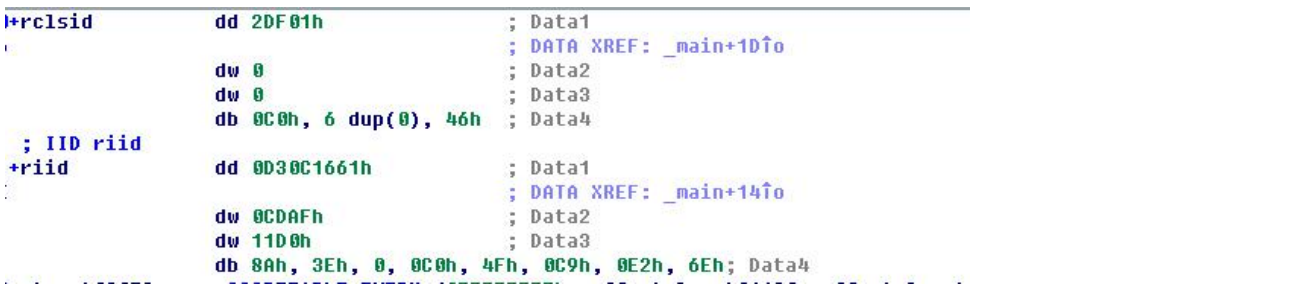 +rclsid dd 2DF01h ; Data1
; DATA XREF: _main+1D↑o
dw 0 ; Data2
dw 0 ; Data3
db 0C0h, 6 dup(0), 46h ; Data4
; IID riid
+riid dd 0D30C1661h ; Data1
; DATA XREF: _main+14↑o
dw 0CDAFh ; Data2
dw 11D0h ; Data3
db 8Ah, 3Eh, 0, 0C0h, 4Fh, 0C9h, 0E2h, 6Eh; Data4